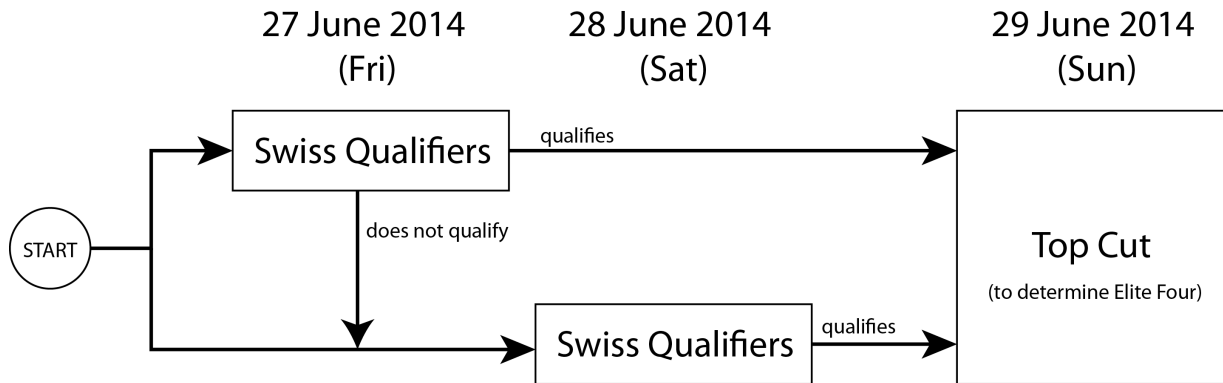 27 June 2014
(Fri)
28 June 2014
(Sat)
29 June 2014
(Sun)
START
Swiss Qualifiers
qualifies
does not qualify
Swiss Qualifiers
qualifies
Top Cut
(to determine Elite Four)